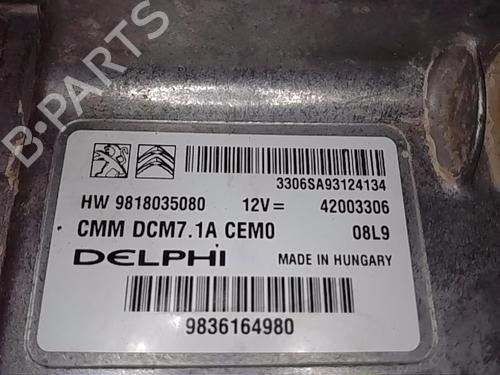 B-PARTS
3306SA93124134
HW 9818035080 12V= 42003306
CMM DCM7.1A CEM0 08L9
DELPHI MADE IN HUNGARY
9836164980